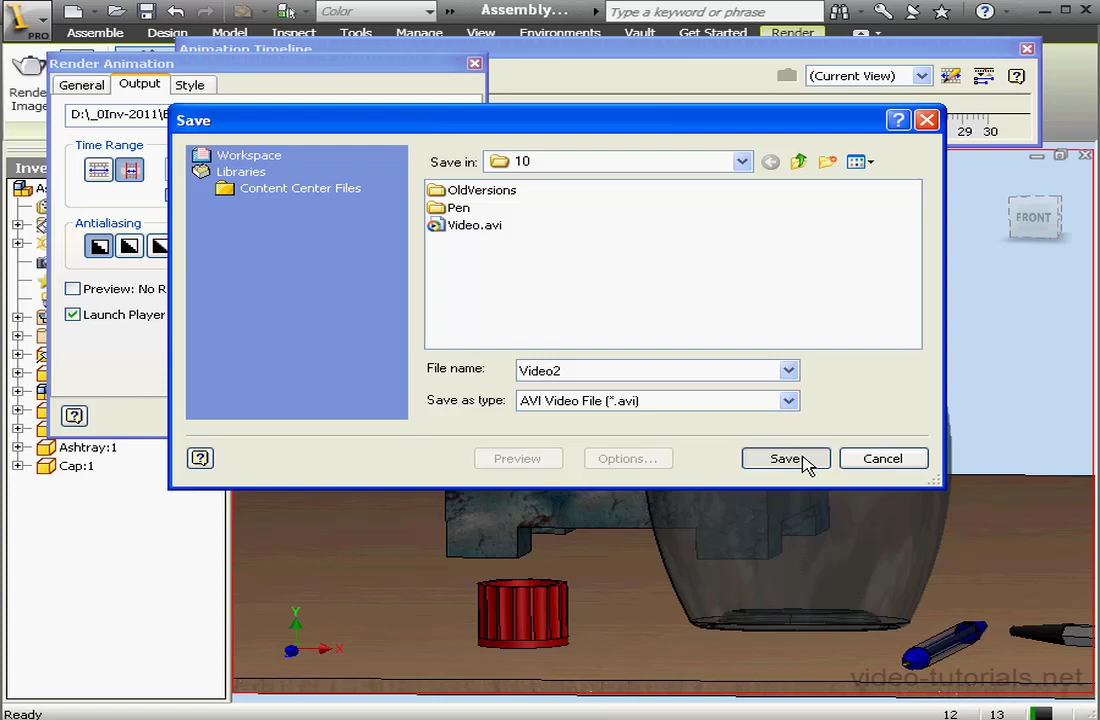 Color
Assembly...
Type a keyword or phrase
PRO
Assemble
Design
Model
Inspect
Tools
Manage
View
Environments
Vault
Get Started
Render
Animation Timeline
Render Animation
General
Output
Style
(Current View)
Render
Image
D:\_0Inv-2011\
29 30
Time Range
Antialiasing
Preview: No R
Launch Player
Save
Workspace
Libraries
Content Center Files
Save in:
10
OldVersions
Pen
Video.avi
File name:
Video2
Save as type:
AVI Video File (*.avi)
Preview
Options...
Save
Cancel
Inve
As
Ashtray:1
Cap:1
FRONT
Y
X
video-tutorials.net
Ready
12
13